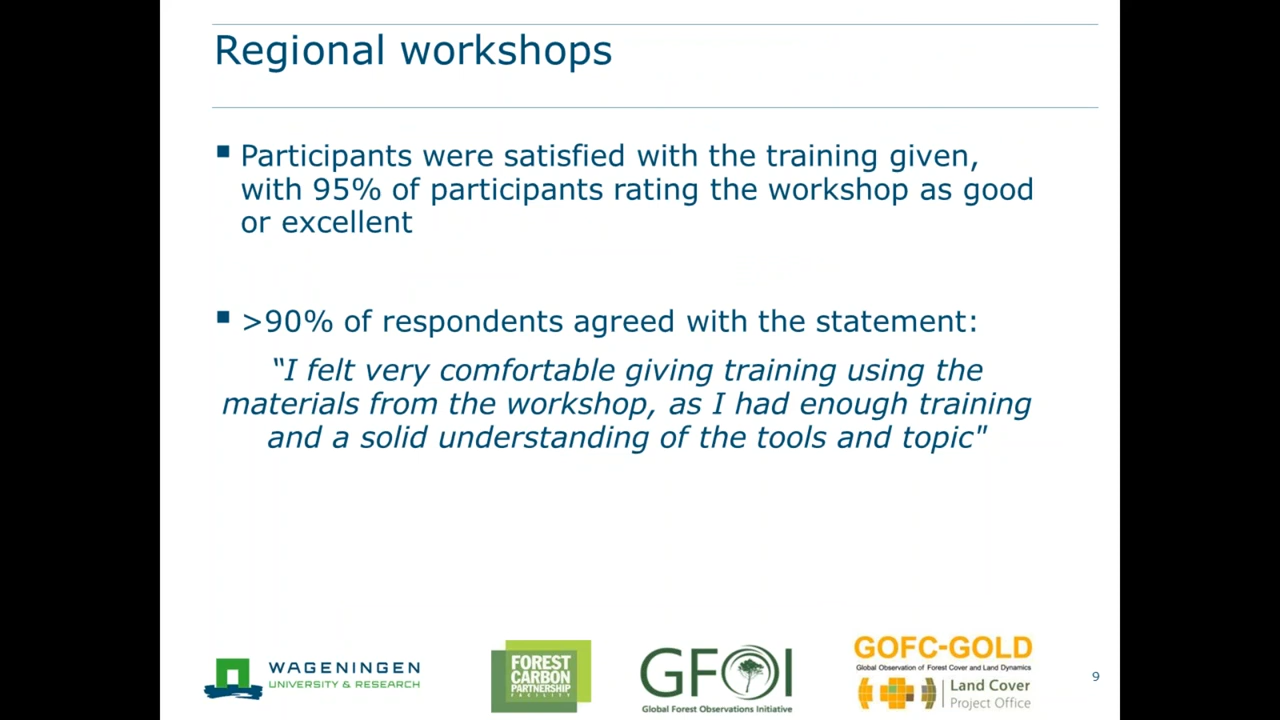 Regional workshops
▪ Participants were satisfied with the training given,
with 95% of participants rating the workshop as good
or excellent
▪ >90% of respondents agreed with the statement:
“I felt very comfortable giving training using the
materials from the workshop, as I had enough training
and a solid understanding of the tools and topic"
WAGENINGEN
UNIVERSITY & RESEARCH
FOREST
CARBON
PARTNERSHIP
FACILITY
GFOI
Global Forest Observations Initiative
GOFC-GOLD
Global Observation of Forest Cover and Land Dynamics
Land Cover
Project Office
9